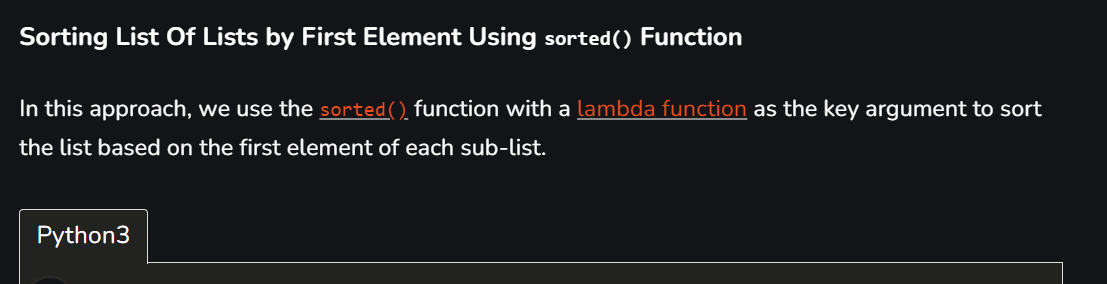 Sorting List Of Lists by First Element Using sorted() Function
In this approach, we use the sorted() function with a lambda function as the key argument to sort
the list based on the first element of each sub-list.
Python3